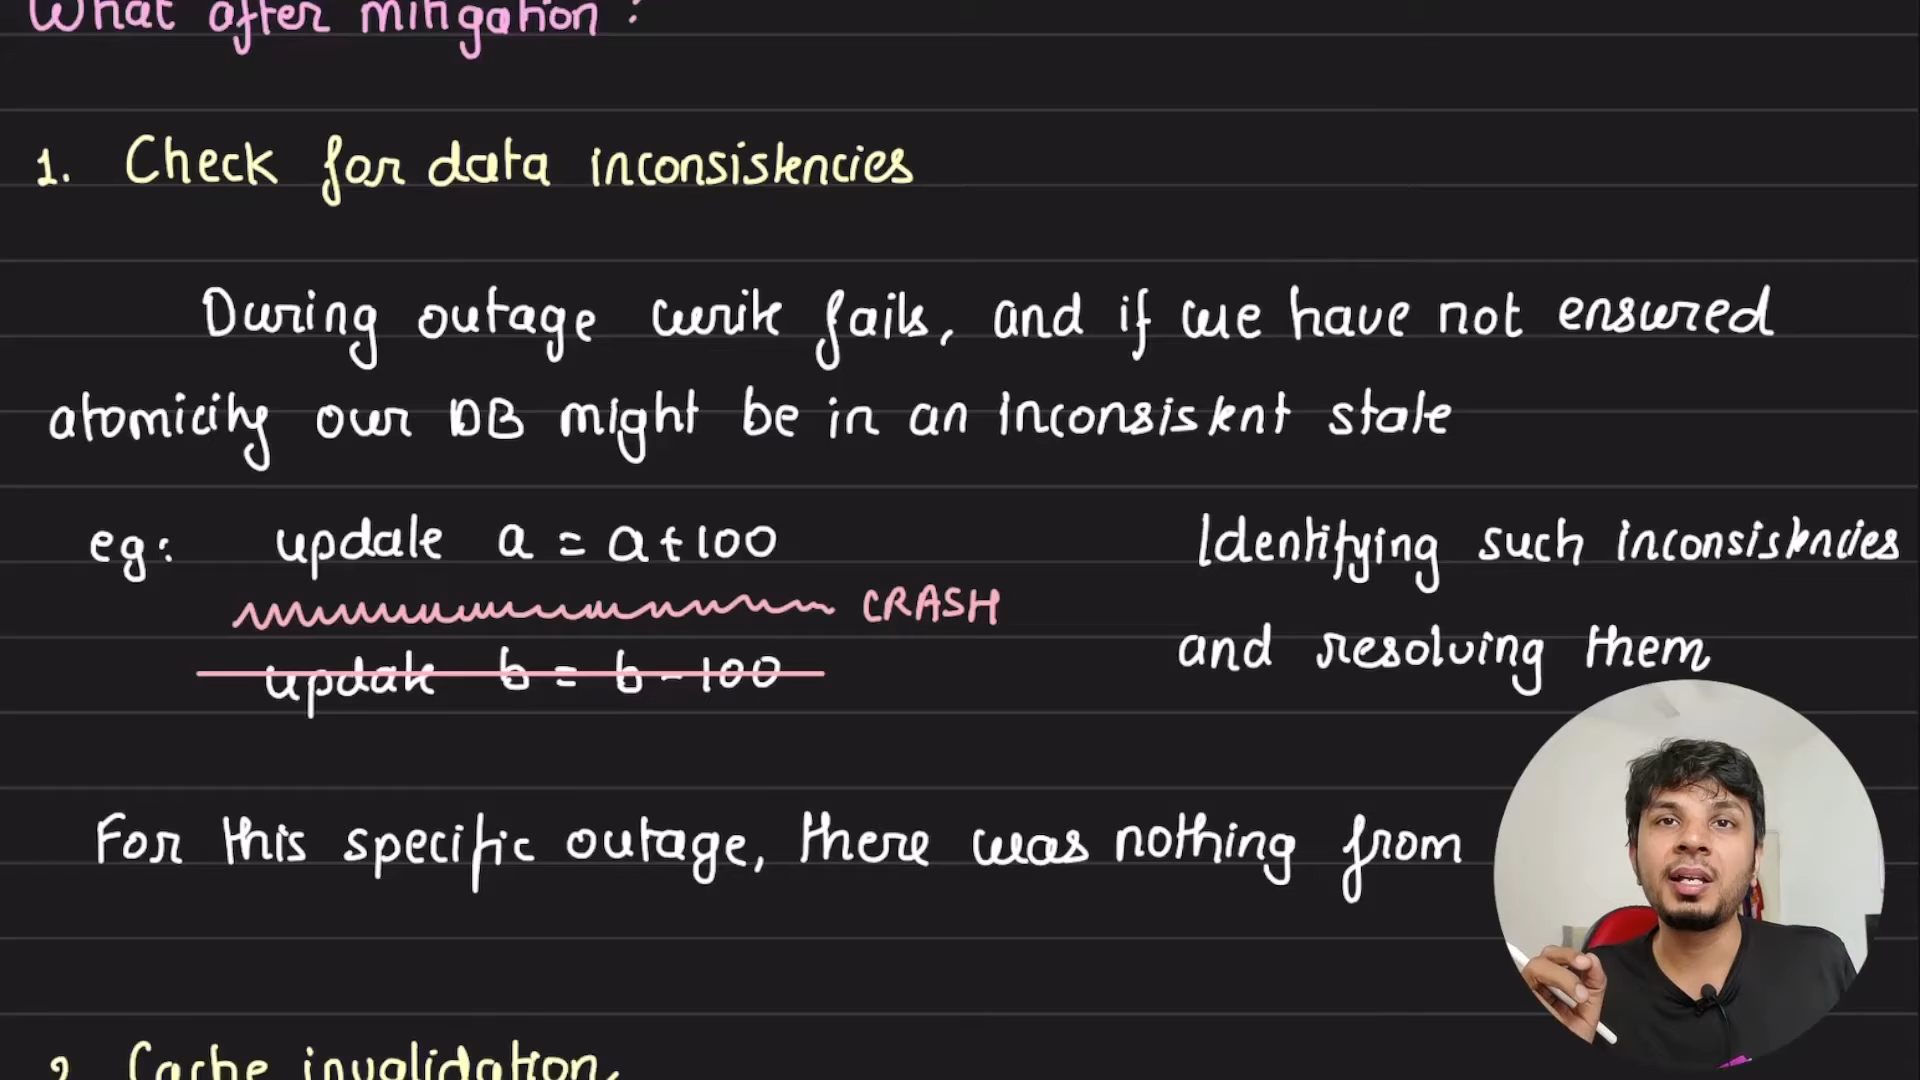 What after mitigation?
1. Check for data inconsistencies
During outage write fails, and if we have not ensured
atomicity our DB might be in an inconsistent state
eg: update a = a + 100
CRASH
update b = b - 100
Identifying such inconsistencies
and resolving them
For this specific outage, there was nothing from
2. Cache invalidation